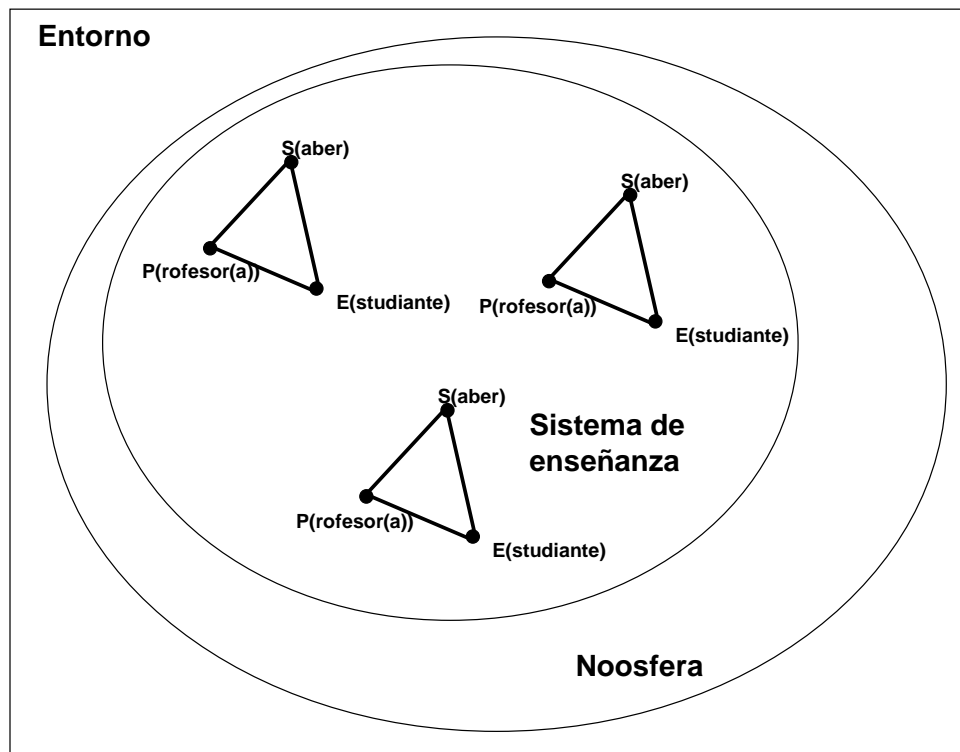 Entorno
S(aber)
P(rofesor(a))
E(studiante)
S(aber)
P(rofesor(a))
E(studiante)
S(aber)
P(rofesor(a))
E(studiante)
Sistema de
enseñanza
Noosfera